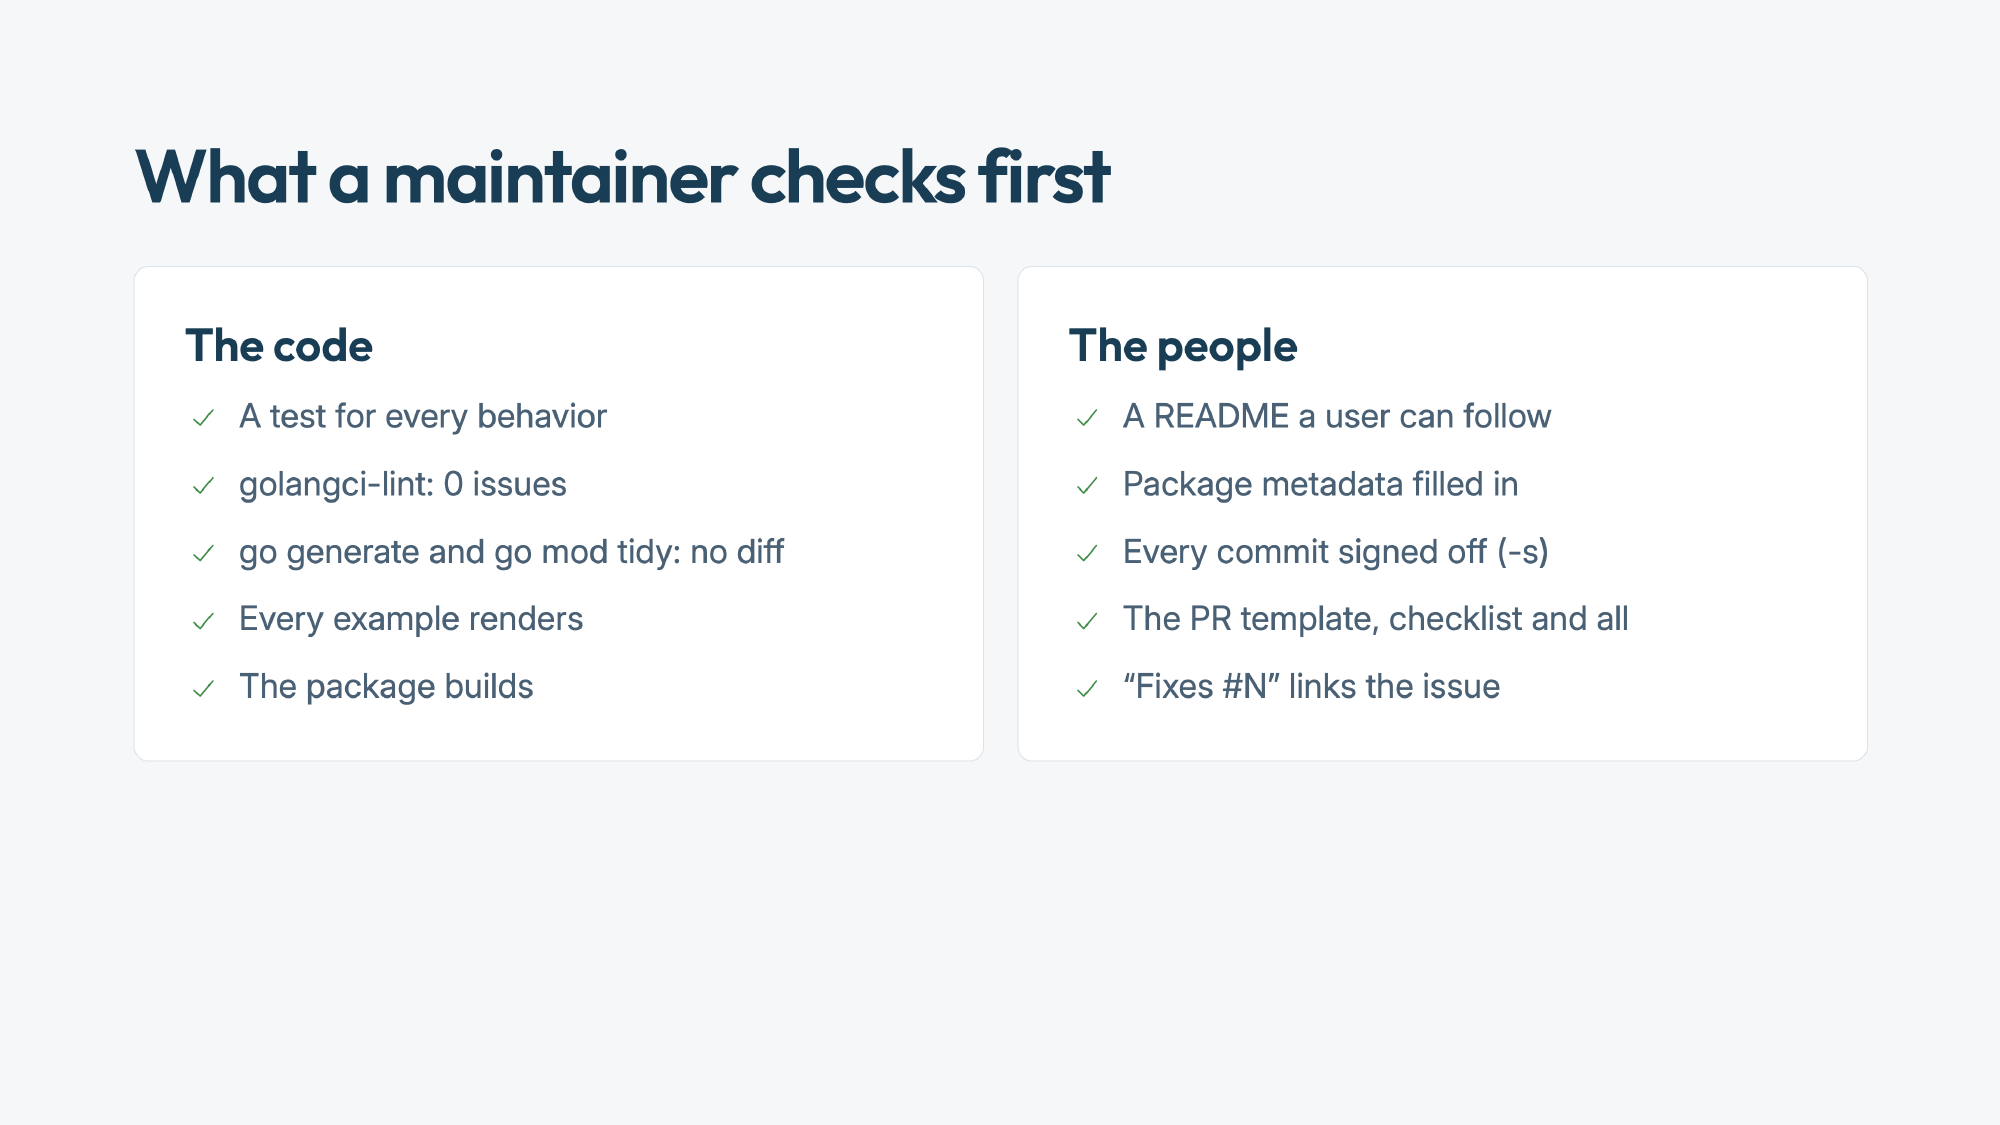 What a maintainer checks first
The code
A test for every behavior
golangci-lint: 0 issues
go generate and go mod tidy: no diff
Every example renders
The package builds
The people
A README a user can follow
Package metadata filled in
Every commit signed off (-s)
The PR template, checklist and all
“Fixes #N” links the issue